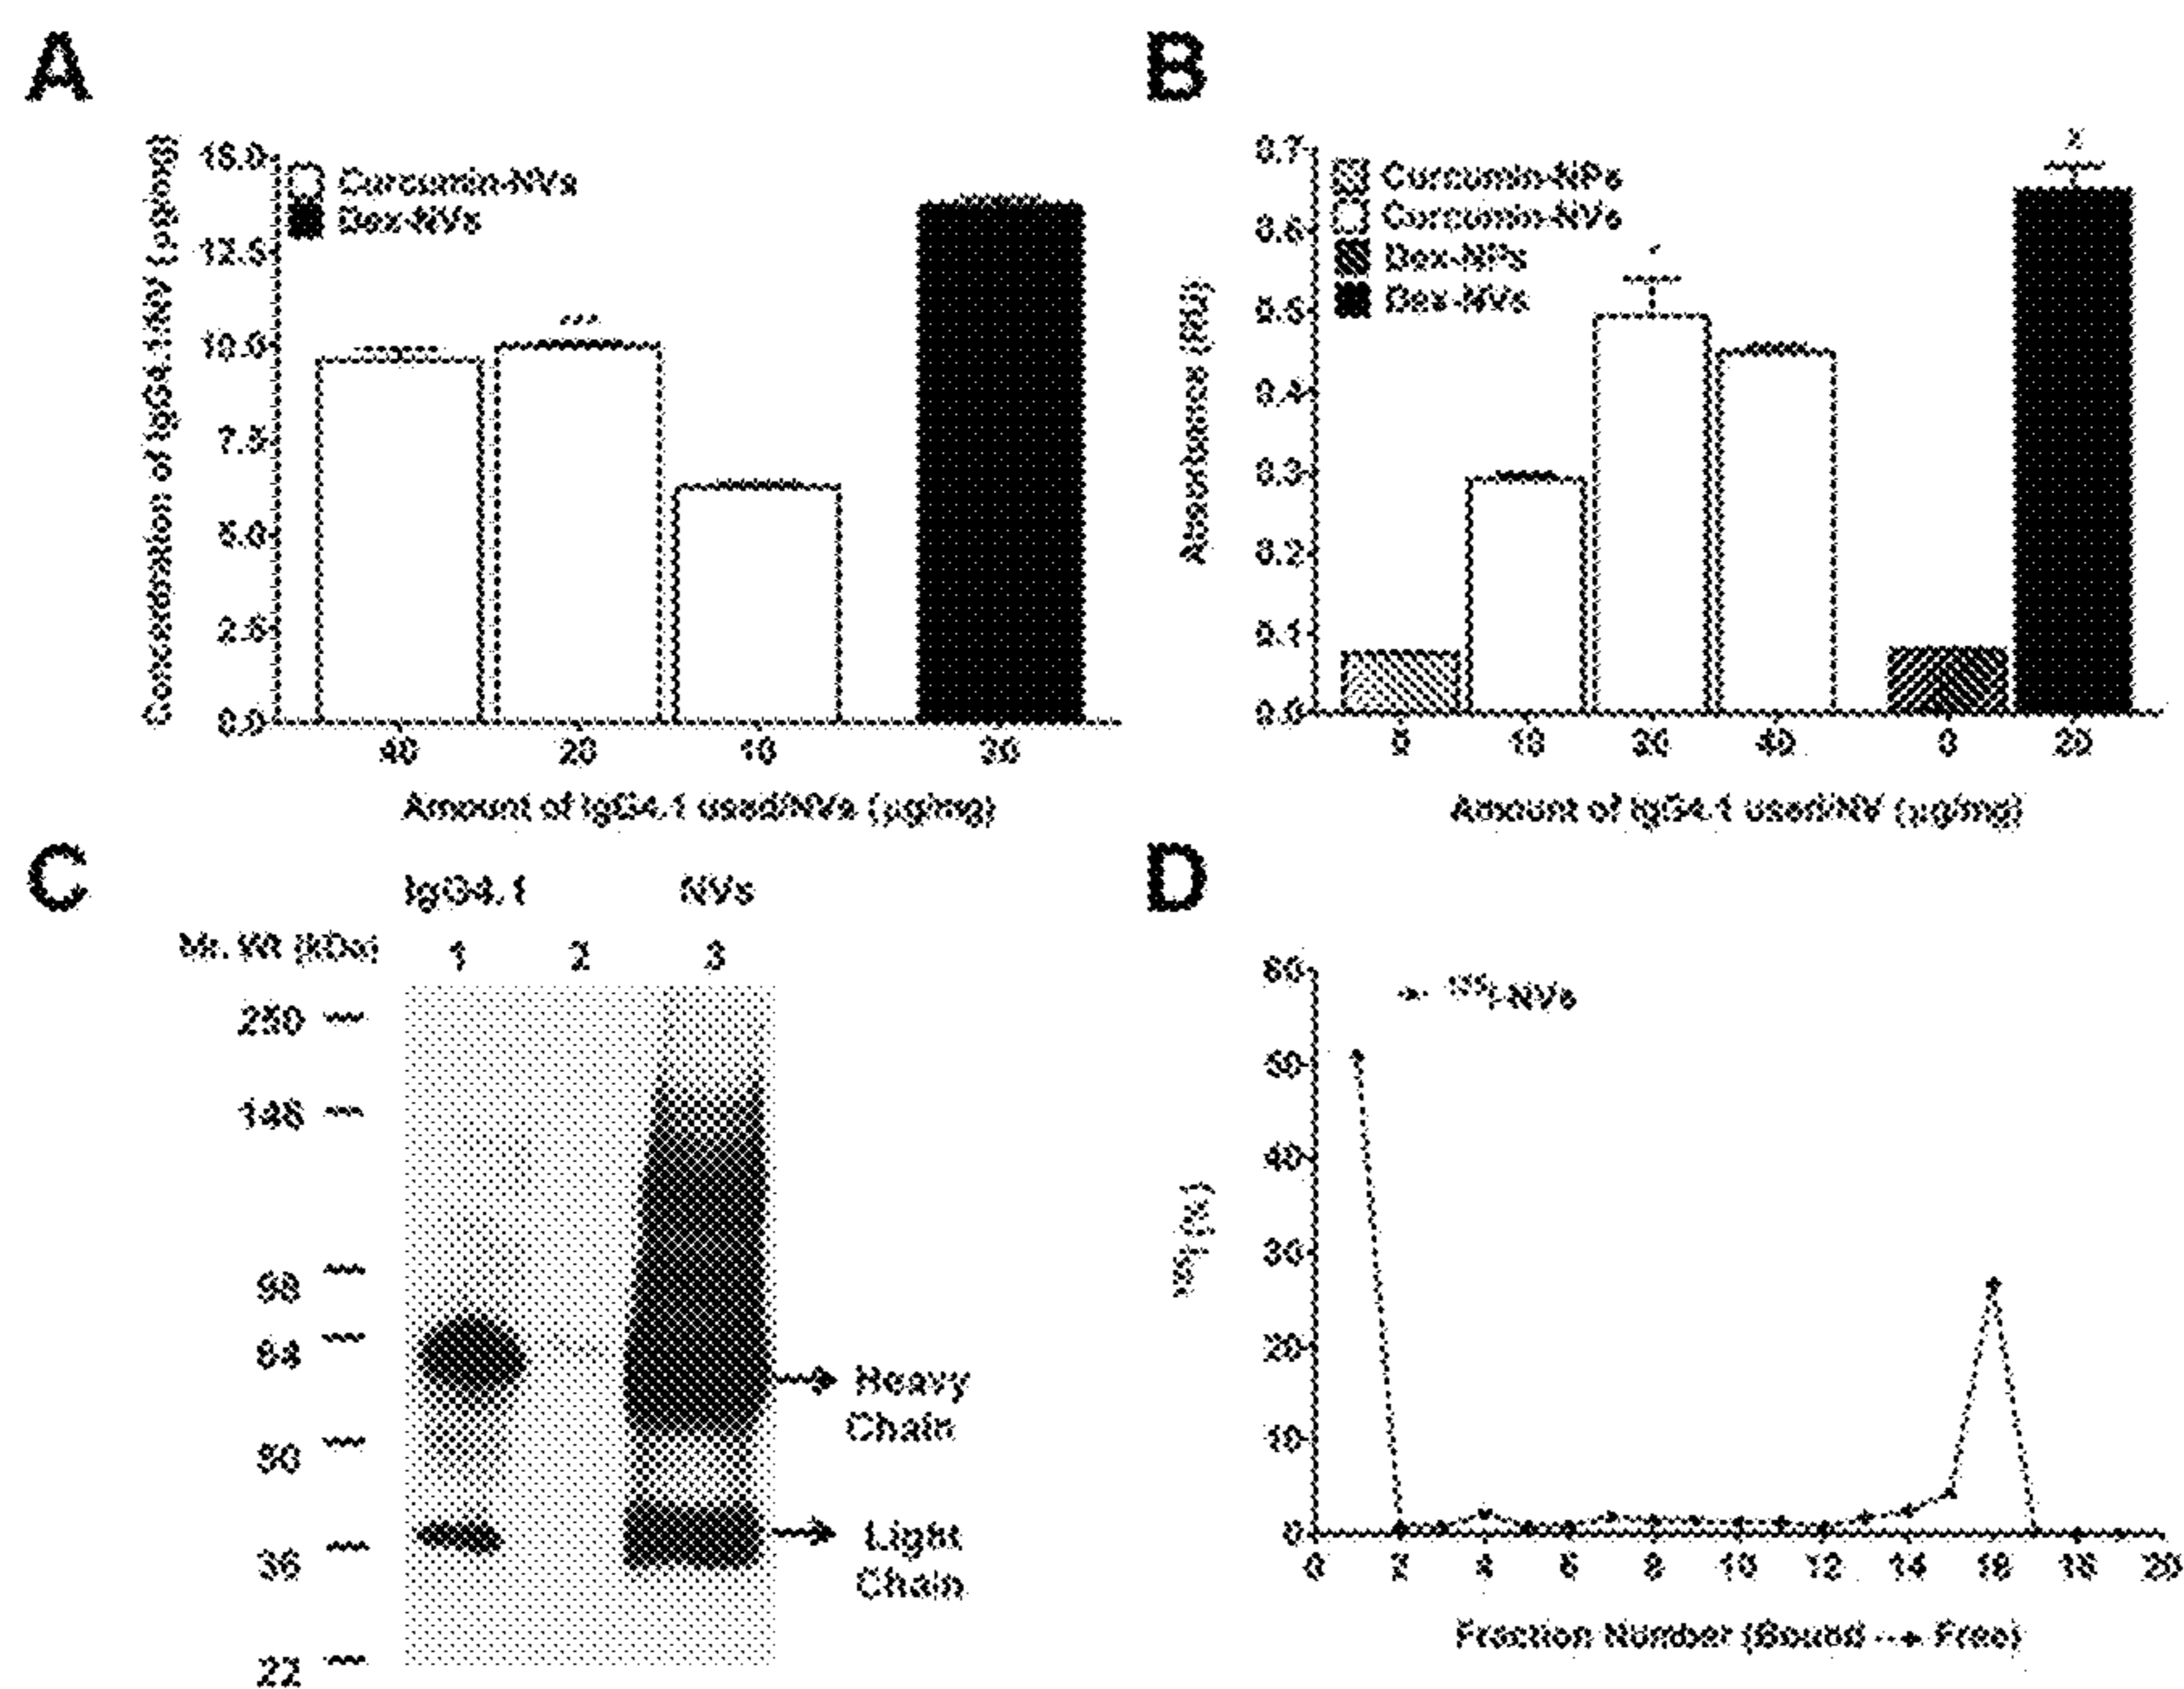 A
Concentration of IgG4.1/NV (µg/mg)
15.0
12.5
10.0
7.5
5.0
2.5
0.0
Curcumin-NVs
Dex-NVs
40
20
10
20
Amount of IgG4.1 used/NVs (µg/mg)
B
Absorbance
0.7
0.6
0.5
0.4
0.3
0.2
0.1
0.0
Curcumin-NPs
Curcumin-NVs
Dex-NPs
Dex-NVs
0
10
20
40
0
20
Amount of IgG4.1 used/NV (µg/mg)
C
IgG4.1 NVs
Mr. Wt (kDa) 1 2 3
250
148
98
64
50
36
22
Heavy
Chain
Light
Chain
D
(%)
60
50
40
30
20
10
0
-NVs
0 2 4 6 8 10 12 14 16 18 20
Fraction Number (Bound --→ Free)